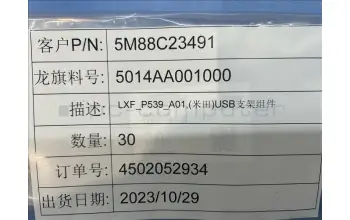 客户P/N: 5M88C23491
龙旗料号: 5014AA001000
描述: LXF_P539_A01,(米田)USB支架组件
数量: 30
订单号: 4502052934
出货日期: 2023/10/29